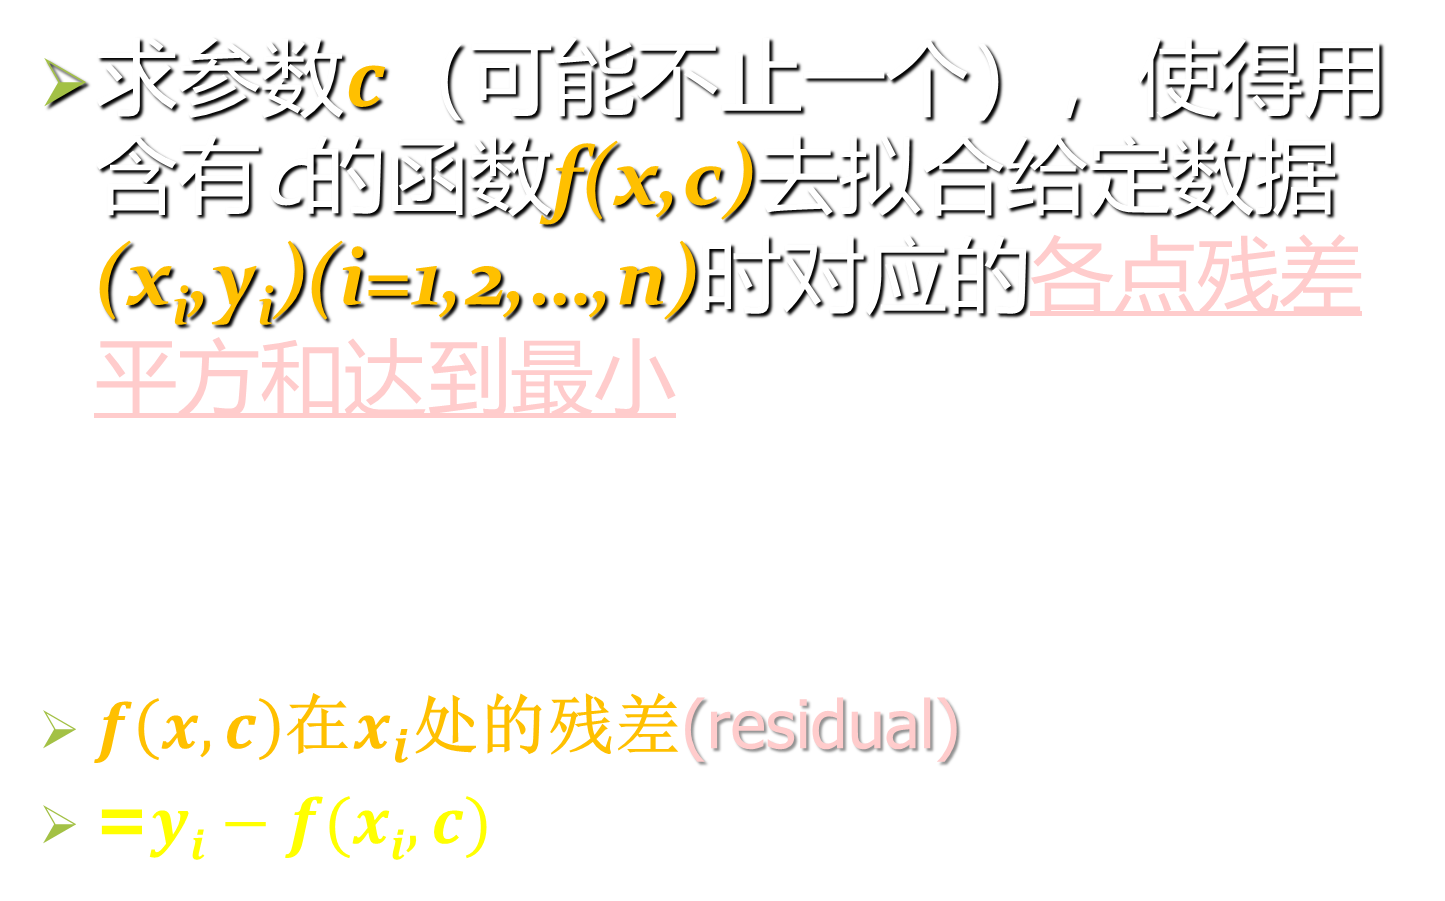 ➢求参数c（可能不止一个），使得用
含有c的函数f(x,c)去拟合给定数据
(xᵢ,yᵢ)(i=1,2,…,n)时对应的各点残差
平方和达到最小
➢f(x,c)在xᵢ处的残差(residual)
➢=yᵢ−f(xᵢ,c)